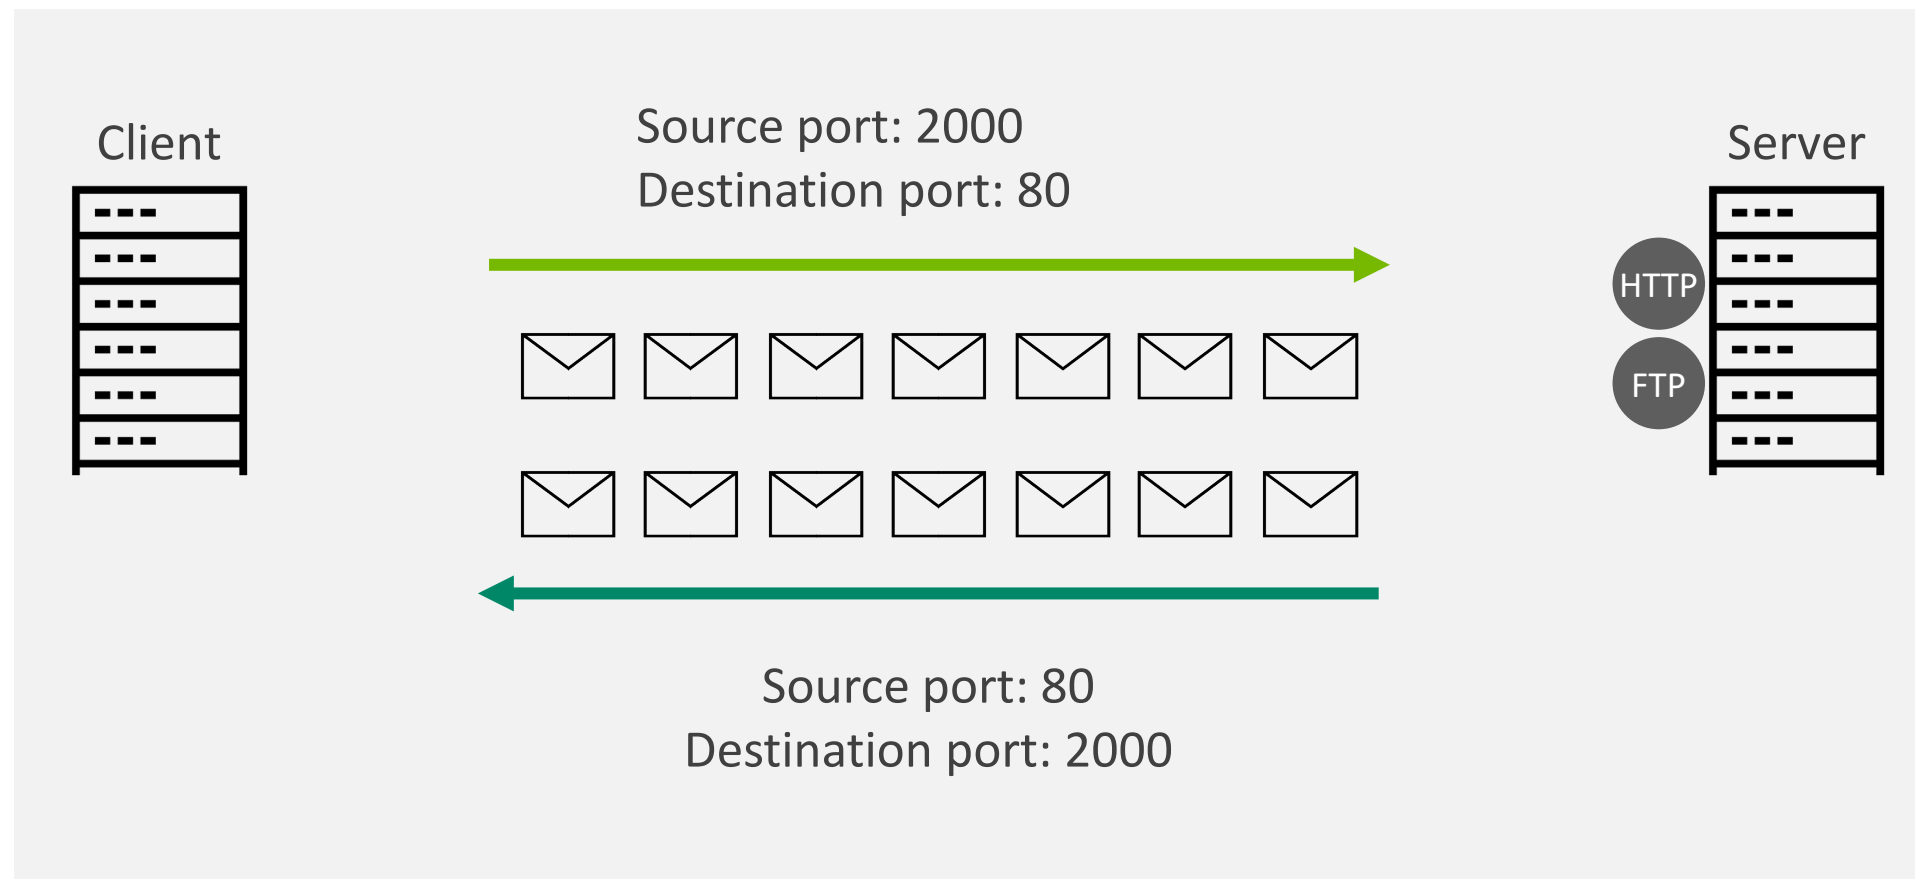 Client
Source port: 2000
Destination port: 80
Server
HTTP
FTP
Source port: 80
Destination port: 2000